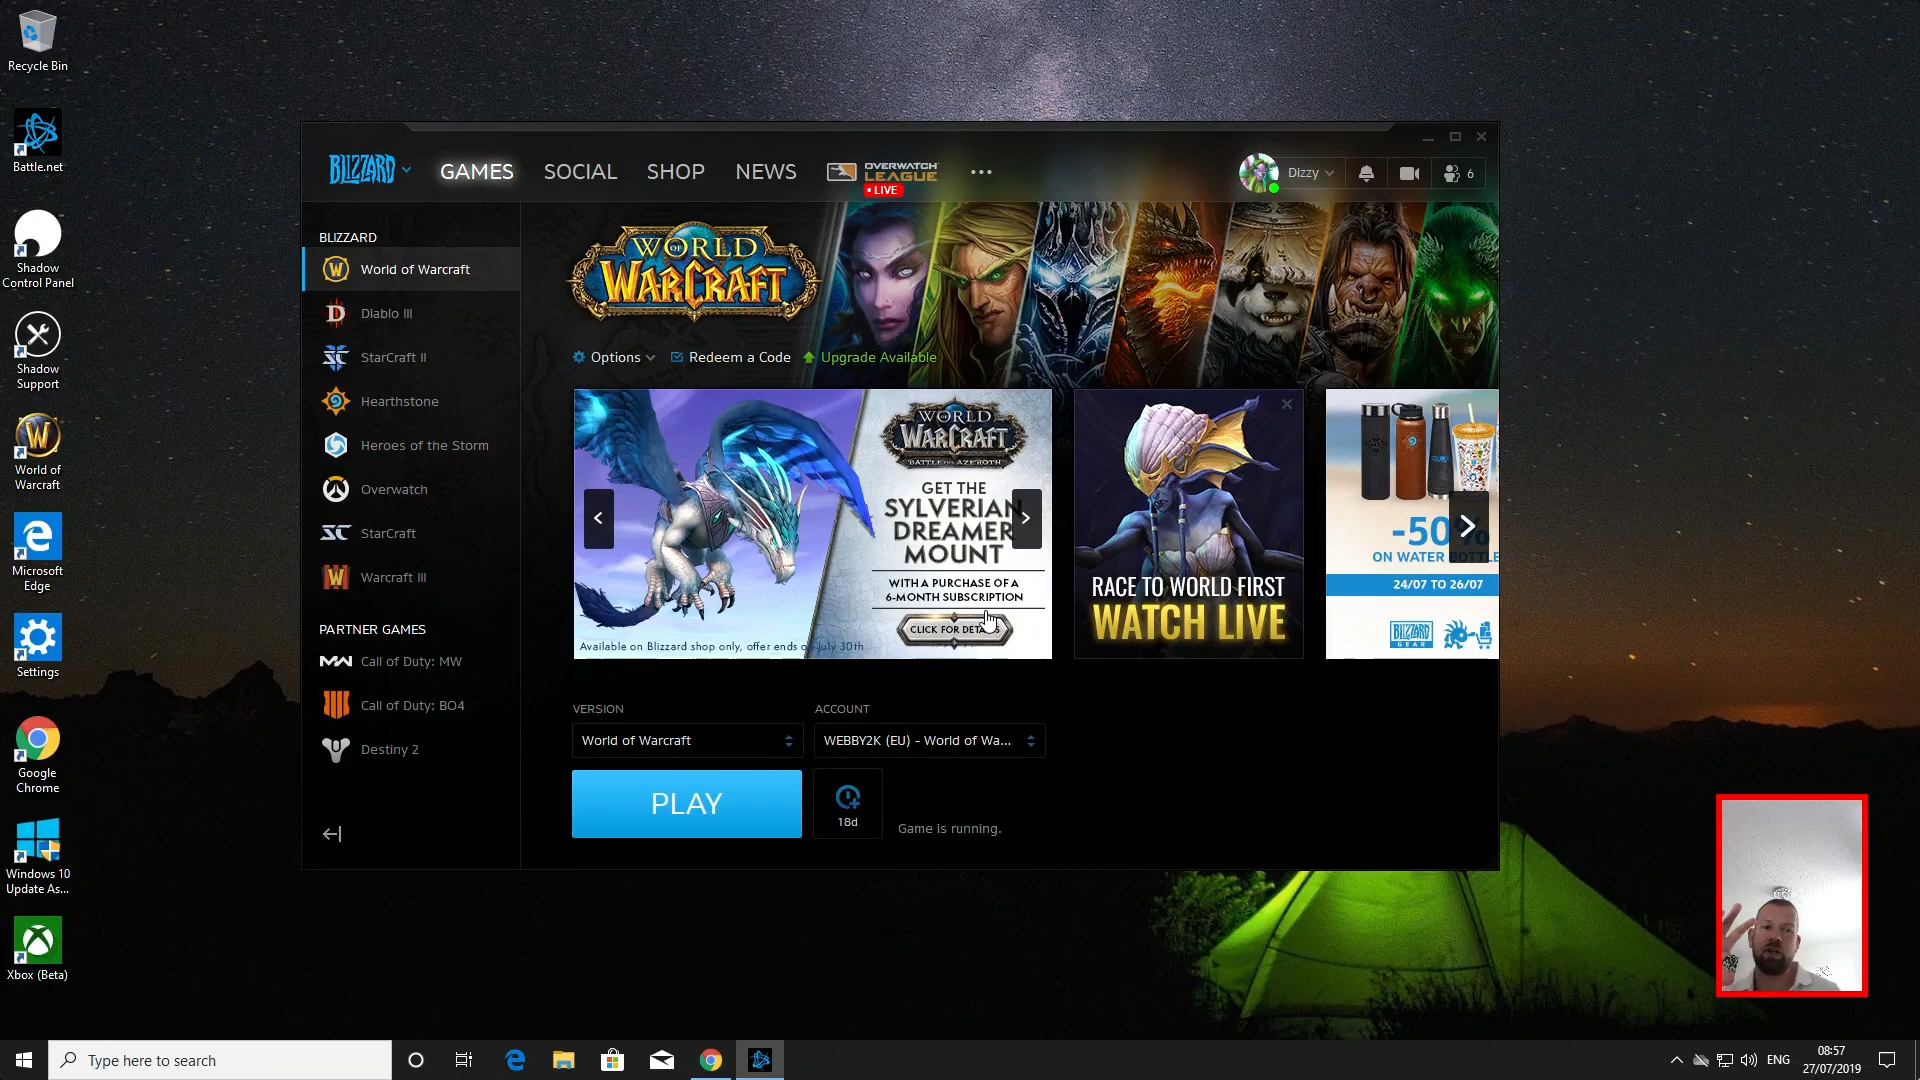 Recycle Bin
Battle.net
Shadow
Control Panel
Shadow
Support
World of
Warcraft
Microsoft
Edge
Settings
Google
Chrome
Windows 10
Update As...
Xbox (Beta)
BLIZZARD
GAMES
SOCIAL
SHOP
NEWS
OVERWATCH
LEAGUE
• LIVE
Dizzy
6
BLIZZARD
World of Warcraft
Diablo III
StarCraft II
Hearthstone
Heroes of the Storm
Overwatch
StarCraft
Warcraft III
PARTNER GAMES
Call of Duty: MW
Call of Duty: BO4
Destiny 2
WORLD
OF
WARCRAFT
Options
Redeem a Code
Upgrade Available
WORLD
OF
WARCRAFT
BATTLE FOR AZEROTH
GET THE
SYLVERIAN
DREAMER
MOUNT
WITH A PURCHASE OF A
6-MONTH SUBSCRIPTION
CLICK FOR DETAILS
Available on Blizzard shop only, offer ends on July 30th
RACE TO WORLD FIRST
WATCH LIVE
-50%
ON WATER BOTTLE
24/07 TO 26/07
BLIZZARD
GEAR
VERSION
World of Warcraft
ACCOUNT
WEBBY2K (EU) - World of Wa...
PLAY
18d
Game is running.
Type here to search
ENG
08:57
27/07/2019